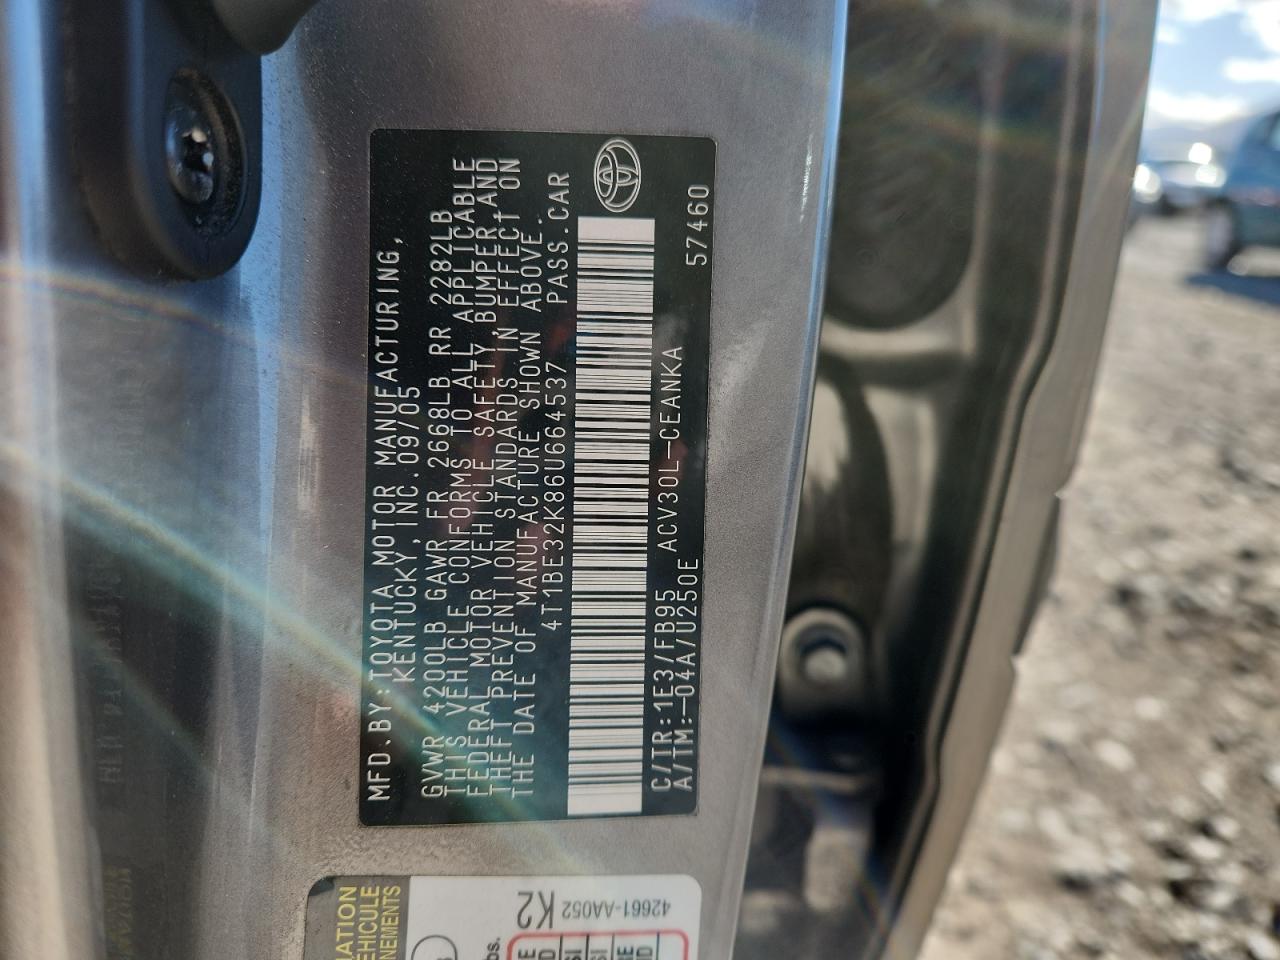 MFD.BY:TOYOTA MOTOR MANUFACTURING,
KENTUCKY,INC.09/05
GVWR 4200LB GAWR FR 2668LB RR 2282LB
THIS VEHICLE CONFORMS TO ALL APPLICABLE
FEDERAL MOTOR VEHICLE SAFETY,BUMPER,AND
THEFT PREVENTION STANDARDS IN EFFECT ON
THE DATE OF MANUFACTURE SHOWN ABOVE.
4T1BE32K86U664537 PASS.CAR
C/TR:1E3/FB95 ACV30L-CEANKA 57460
A/TM:-04A/U250E
K2
42661-AA052